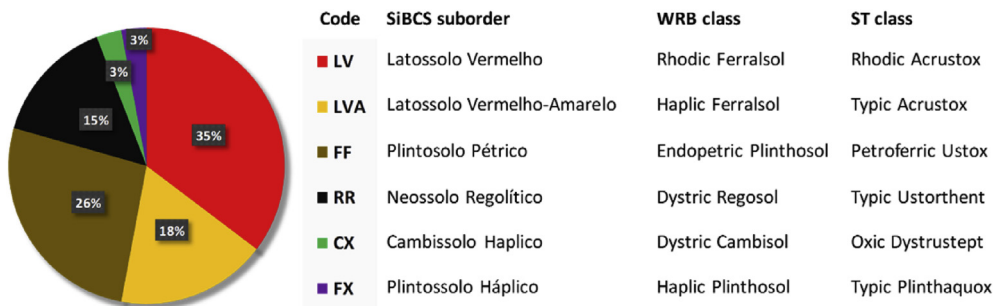 Code SiBCS suborder WRB class ST class
LV Latossolo Vermelho Rhodic Ferralsol Rhodic Acrustox
LVA Latossolo Vermelho-Amarelo Haplic Ferralsol Typic Acrustox
FF Plintosolo Pétrico Endopetric Plinthosol Petroferric Ustox
RR Neossolo Regolítico Dystric Regosol Typic Ustorthent
CX Cambissolo Haplico Dystric Cambisol Oxic Dystrustept
FX Plintossolo Háplico Haplic Plinthosol Typic Plinthaquox
3%
3%
15%
35%
26%
18%